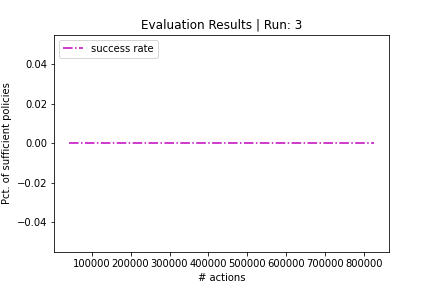 Evaluation Results | Run: 3
success rate
Pct. of sufficient policies
0.04
0.02
0.00
−0.02
−0.04
100000 200000 300000 400000 500000 600000 700000 800000
# actions